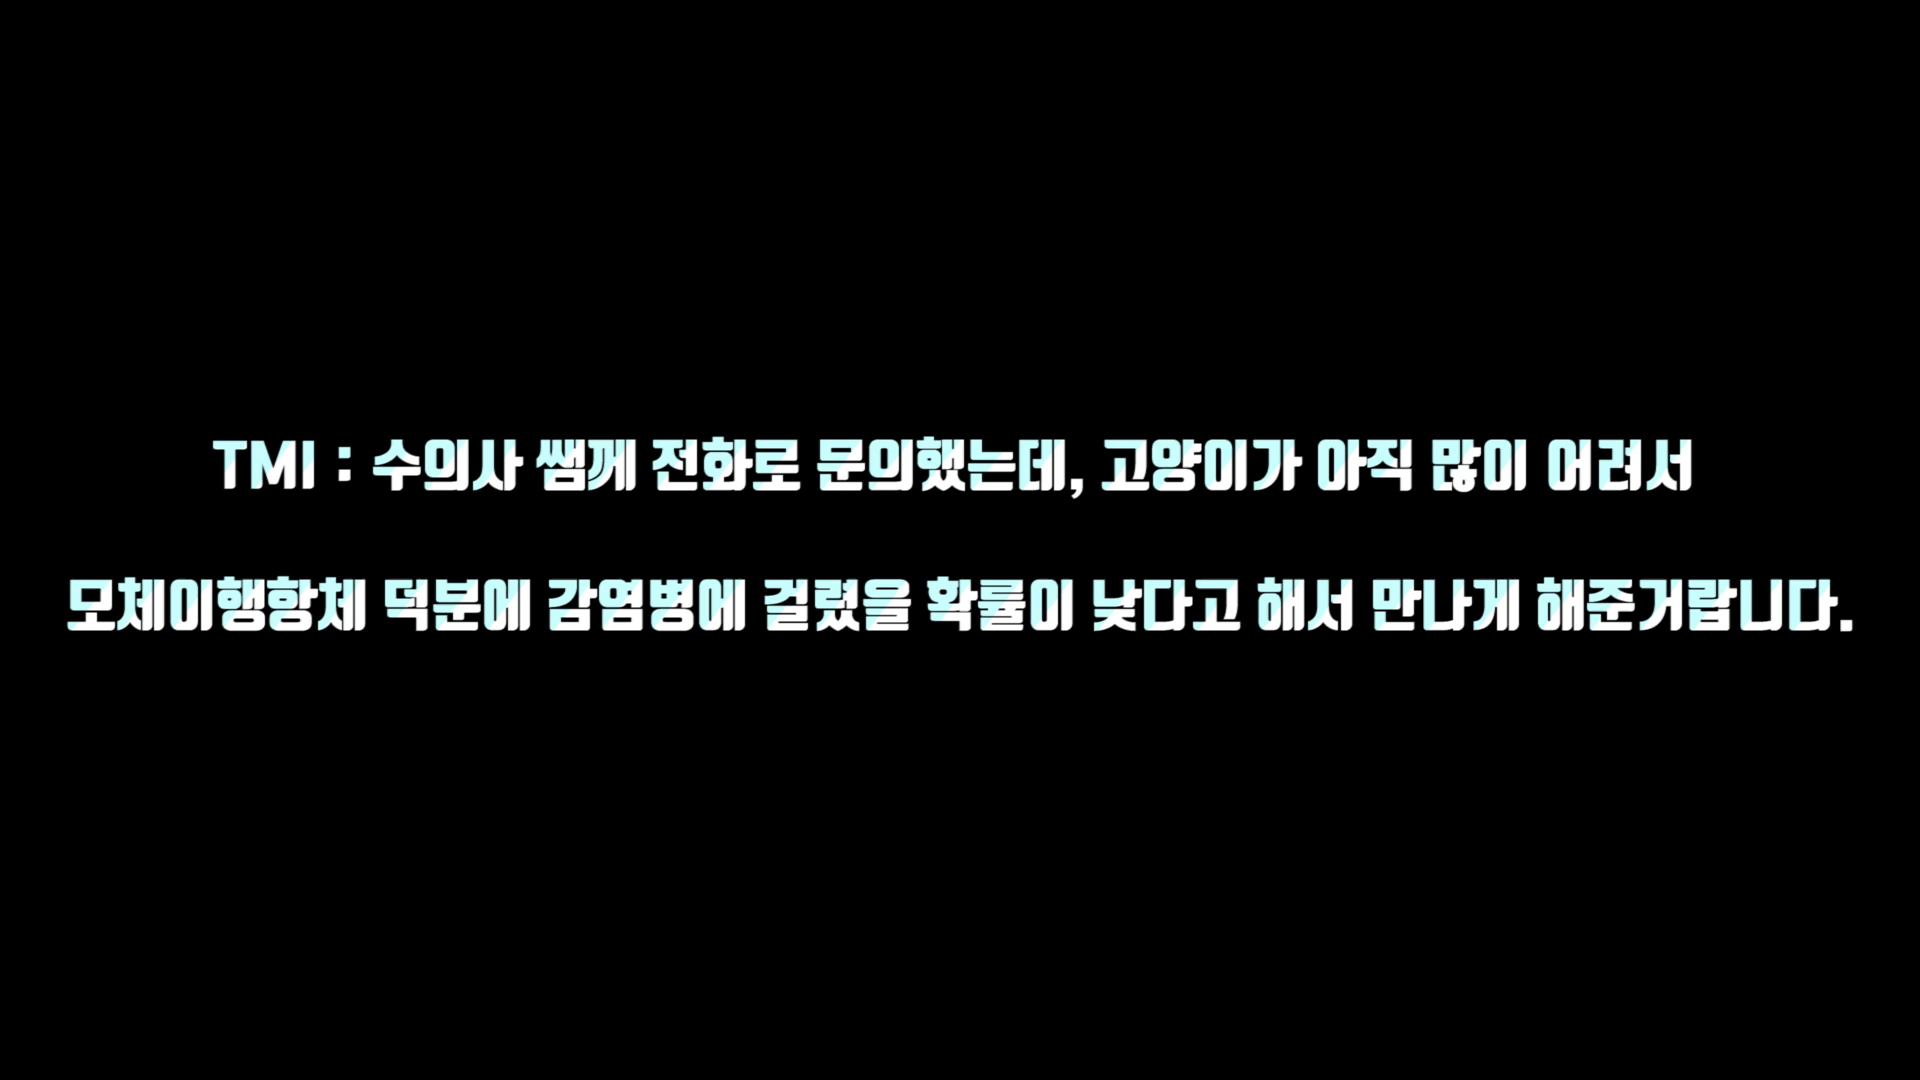 TMI : 수의사 쌤께 전화로 문의했는데, 고양이가 아직 많이 어려서
모체이행항체 덕분에 감염병에 걸렸을 확률이 낮다고 해서 만나게 해준거랍니다.